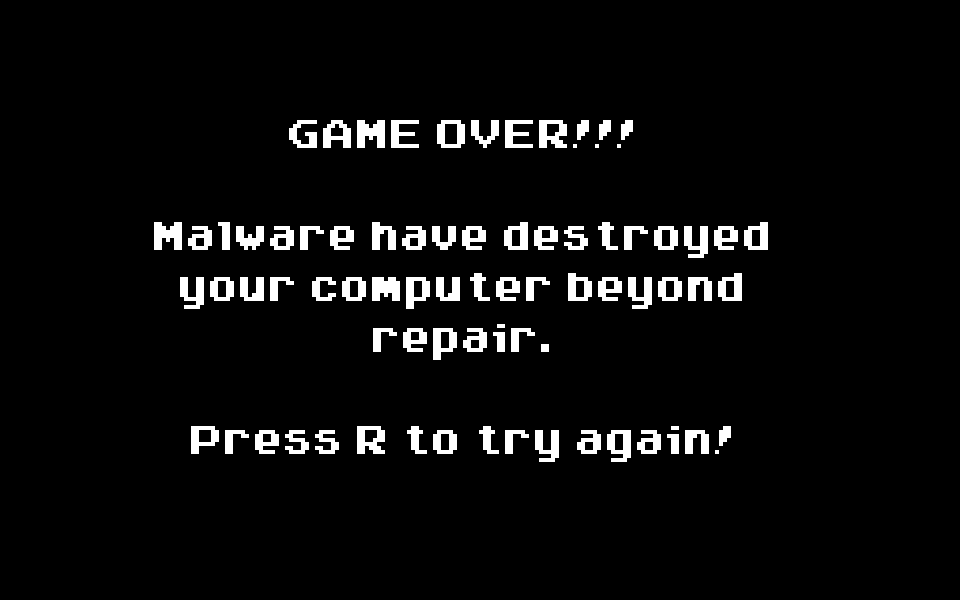 GAME OVER!!!
Malware have destroyed
your computer beyond
repair.
Press R to try again!